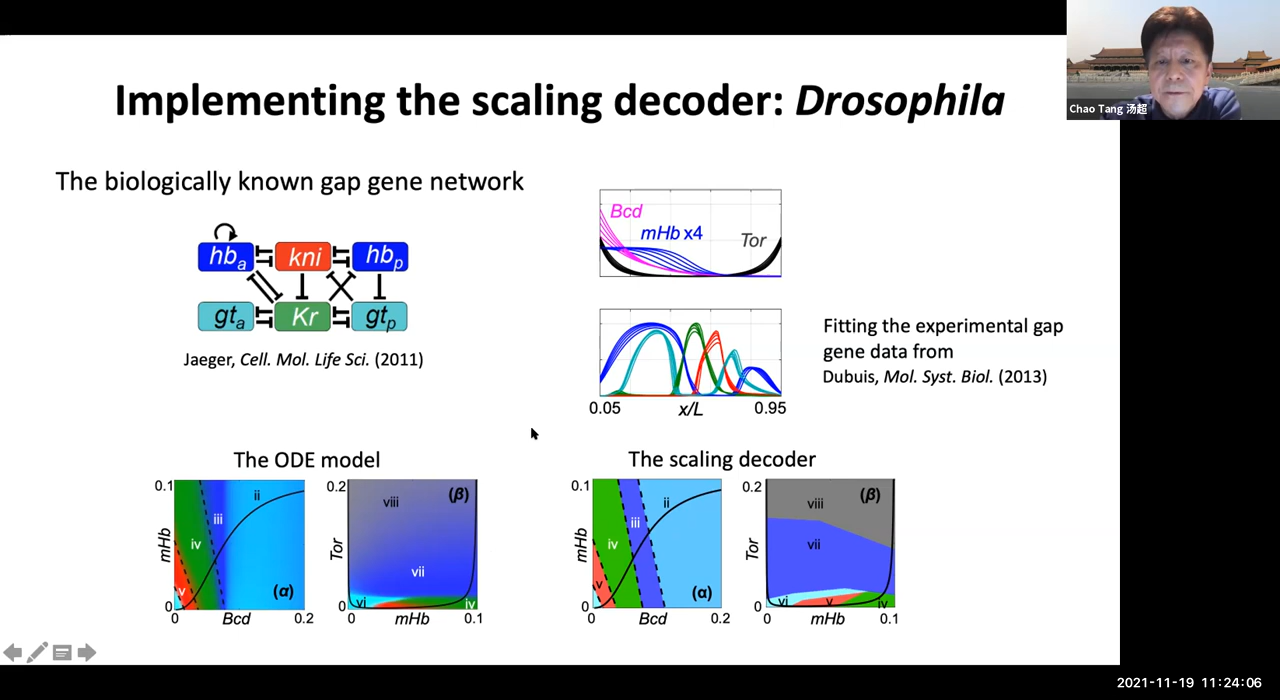 Implementing the scaling decoder: Drosophila
Chao Tang 汤超
The biologically known gap gene network
hba kni hbp
gta Kr gtp
Jaeger, Cell. Mol. Life Sci. (2011)
Bcd
mHb x4
Tor
0.05 x/L 0.95
Fitting the experimental gap
gene data from
Dubuis, Mol. Syst. Biol. (2013)
The ODE model
0.1
mHb
0
ii
iii
iv
v
(α)
0 Bcd 0.2
0.2
Tor
0
viii
(β)
vii
vi
iv
0 mHb 0.1
The scaling decoder
0.1
mHb
0
ii
iii
iv
v
(α)
0 Bcd 0.2
0.2
Tor
0
viii
(β)
vii
vi
v
iv
0 mHb 0.1
2021-11-19 11:24:06